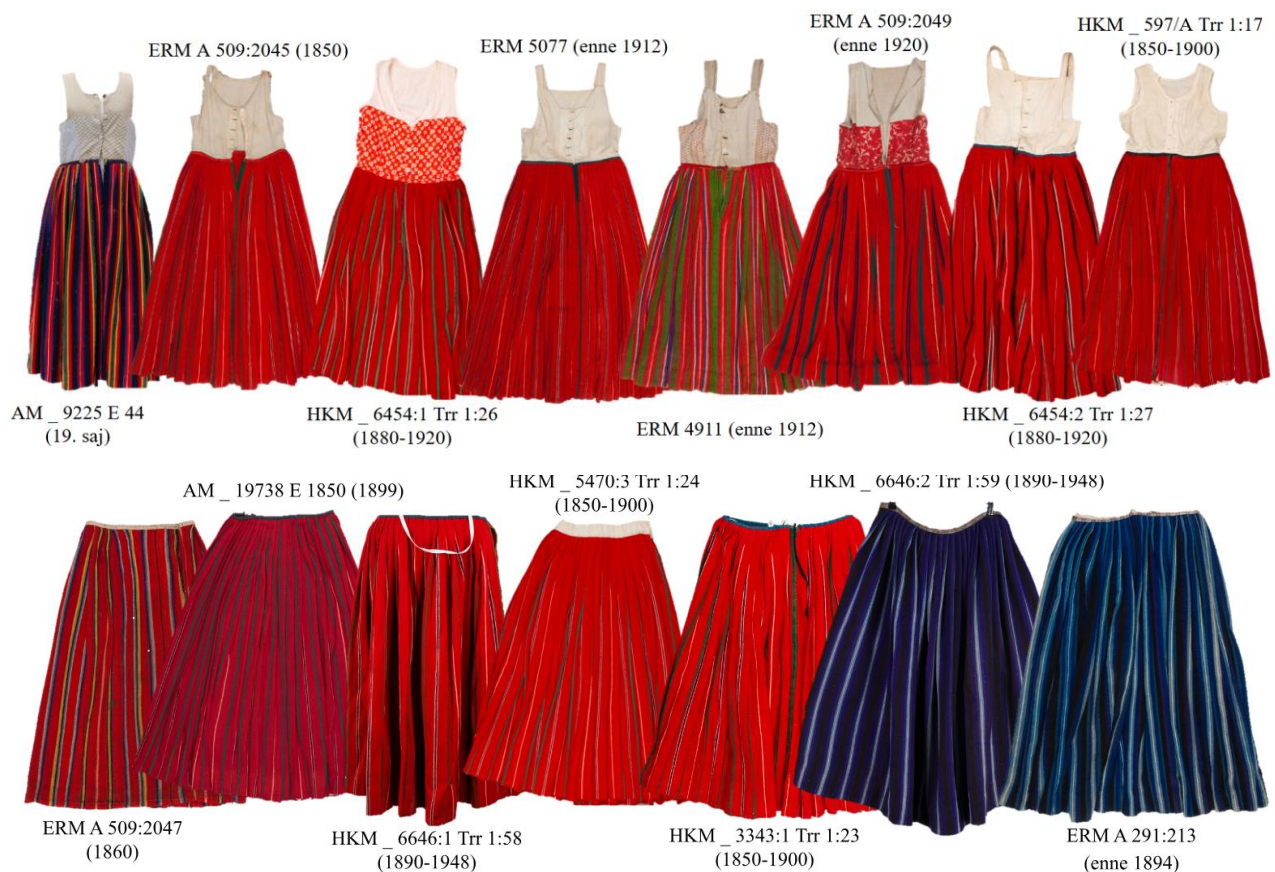 ERM A 509:2045 (1850)
ERM 5077 (enne 1912)
ERM A 509:2049
(enne 1920)
HKM _ 597/A Trr 1:17
(1850-1900)
AM _ 9225 E 44
(19. saj)
HKM _ 6454:1 Trr 1:26
(1880-1920)
ERM 4911 (enne 1912)
HKM _ 6454:2 Trr 1:27
(1880-1920)
AM _ 19738 E 1850 (1899)
HKM _ 5470:3 Trr 1:24
(1850-1900)
HKM _ 6646:2 Trr 1:59 (1890-1948)
ERM A 509:2047
(1860)
HKM _ 6646:1 Trr 1:58
(1890-1948)
HKM _ 3343:1 Trr 1:23
(1850-1900)
ERM A 291:213
(enne 1894)